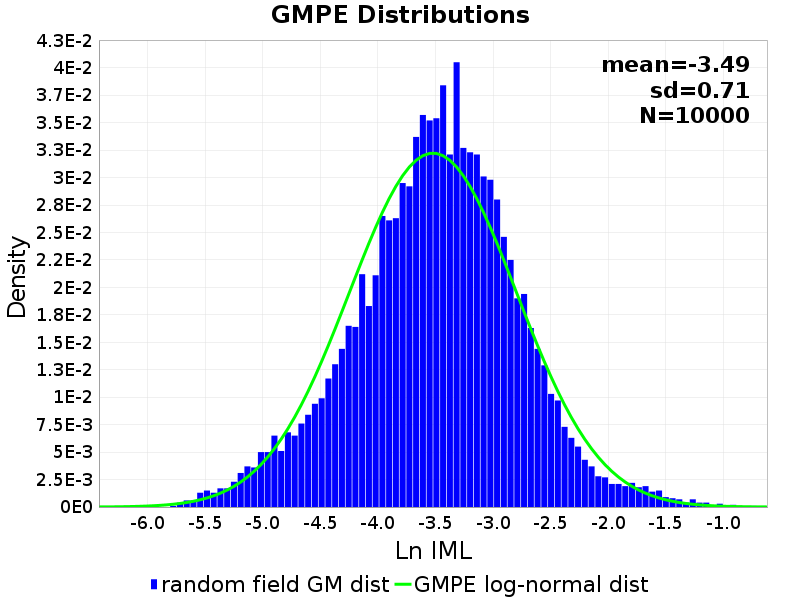 GMPE Distributions
mean=-3.49
sd=0.71
N=10000
4.3E-2
4E-2
3.7E-2
3.5E-2
3.3E-2
3E-2
2.8E-2
2.5E-2
2.2E-2
2E-2
1.8E-2
1.5E-2
1.3E-2
1E-2
7.5E-3
5E-3
2.5E-3
0E0
Density
-6.0 -5.5 -5.0 -4.5 -4.0 -3.5 -3.0 -2.5 -2.0 -1.5 -1.0
Ln IML
random field GM dist GMPE log-normal dist